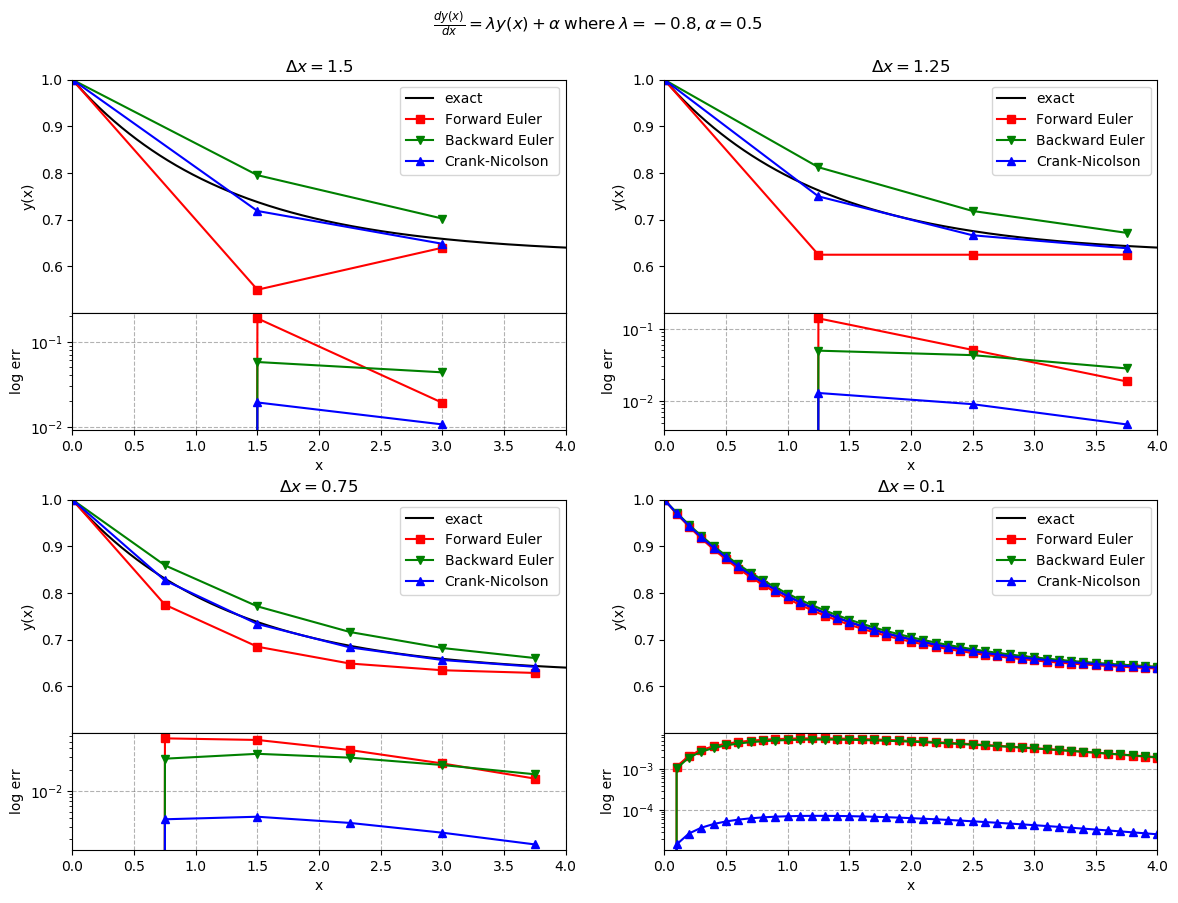 dy(x)/dx = λy(x) + α where λ = −0.8, α = 0.5
Δx = 1.5
1.0
0.9
0.8
0.7
0.6
y(x)
exact
Forward Euler
Backward Euler
Crank-Nicolson
10⁻¹
10⁻²
log err
0.0 0.5 1.0 1.5 2.0 2.5 3.0 3.5 4.0
x
Δx = 1.25
1.0
0.9
0.8
0.7
0.6
y(x)
exact
Forward Euler
Backward Euler
Crank-Nicolson
10⁻¹
10⁻²
log err
0.0 0.5 1.0 1.5 2.0 2.5 3.0 3.5 4.0
x
Δx = 0.75
1.0
0.9
0.8
0.7
0.6
y(x)
exact
Forward Euler
Backward Euler
Crank-Nicolson
10⁻²
log err
0.0 0.5 1.0 1.5 2.0 2.5 3.0 3.5 4.0
x
Δx = 0.1
1.0
0.9
0.8
0.7
0.6
y(x)
exact
Forward Euler
Backward Euler
Crank-Nicolson
10⁻³
10⁻⁴
log err
0.0 0.5 1.0 1.5 2.0 2.5 3.0 3.5 4.0
x